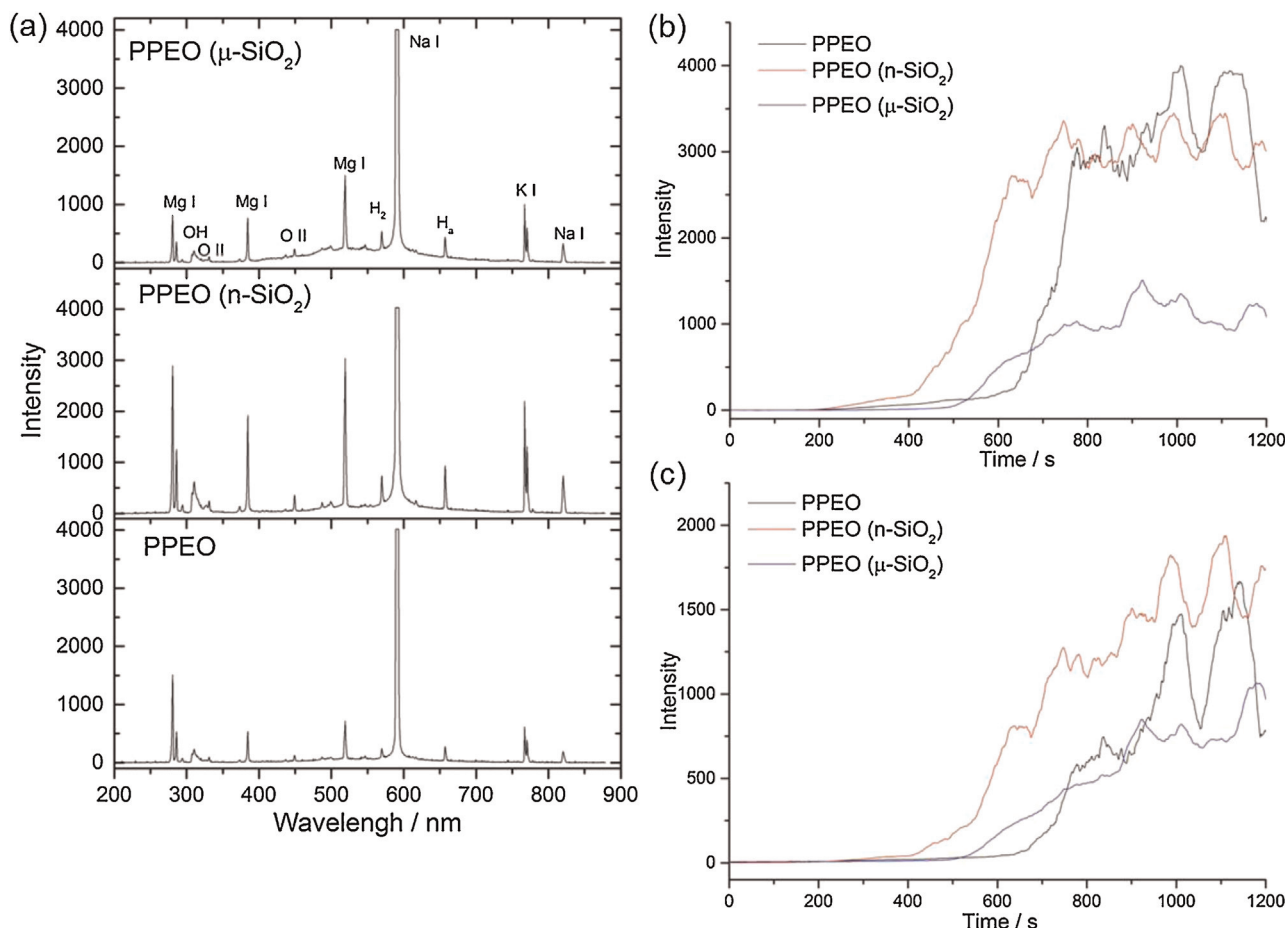 (a)
PPEO (μ-SiO2)
Na I
Mg I
OH
O II
Mg I
O II
Mg I
H2
Ha
K I
Na I
4000
3000
2000
1000
0
PPEO (n-SiO2)
4000
3000
2000
1000
0
PPEO
4000
3000
2000
1000
0
Intensity
200 300 400 500 600 700 800 900
Wavelengh / nm
(b)
PPEO
PPEO (n-SiO2)
PPEO (μ-SiO2)
4000
3000
2000
1000
0
Intensity
0 200 400 600 800 1000 1200
Time / s
(c)
PPEO
PPEO (n-SiO2)
PPEO (μ-SiO2)
2000
1500
1000
500
0
Intensity
0 200 400 600 800 1000 1200
Time / s